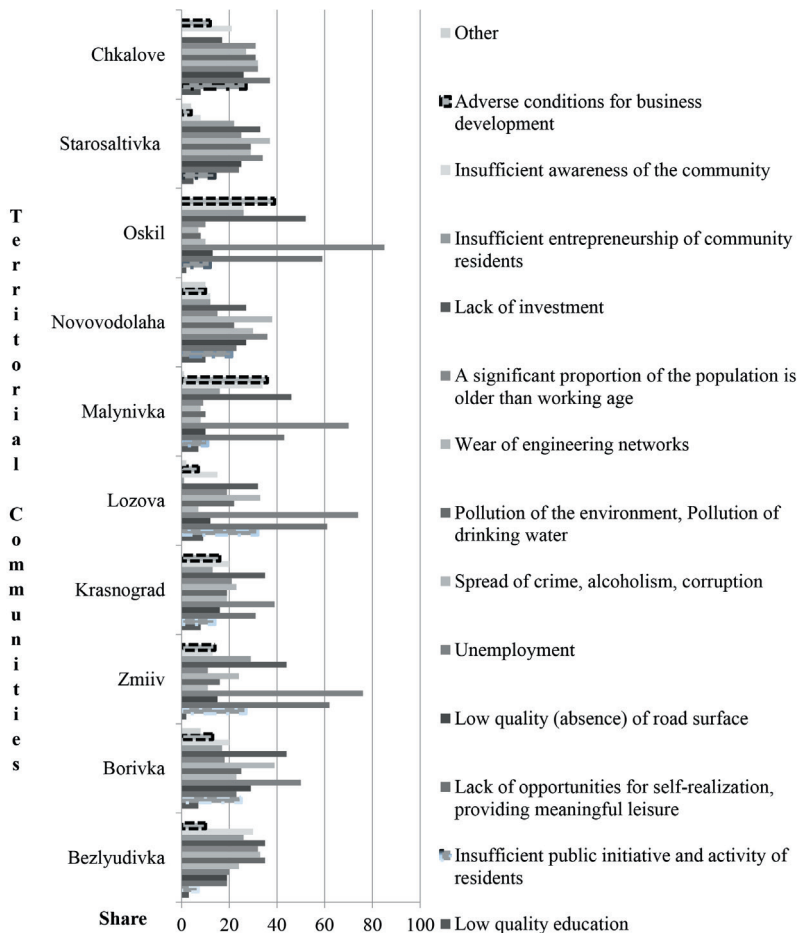 Territorial Communities
Chkalove
Starosaltivka
Oskil
Novovodolaha
Malynivka
Lozova
Krasnograd
Zmiiv
Borivka
Bezlyudivka
Share
0 20 40 60 80 100
Other
Adverse conditions for business
development
Insufficient awareness of the community
Insufficient entrepreneurship of community
residents
Lack of investment
A significant proportion of the population is
older than working age
Wear of engineering networks
Pollution of the environment, Pollution of
drinking water
Spread of crime, alcoholism, corruption
Unemployment
Low quality (absence) of road surface
Lack of opportunities for self-realization,
providing meaningful leisure
Insufficient public initiative and activity of
residents
Low quality education